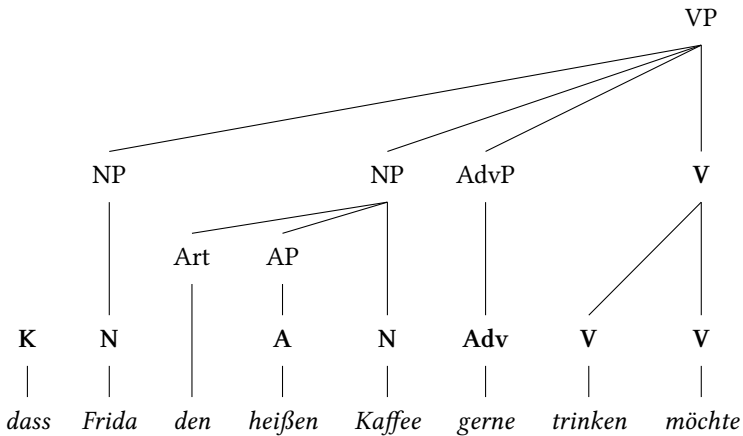 VP
NP NP AdvP V
Art AP
K N A N Adv V V
dass Frida den heißen Kaffee gerne trinken möchte